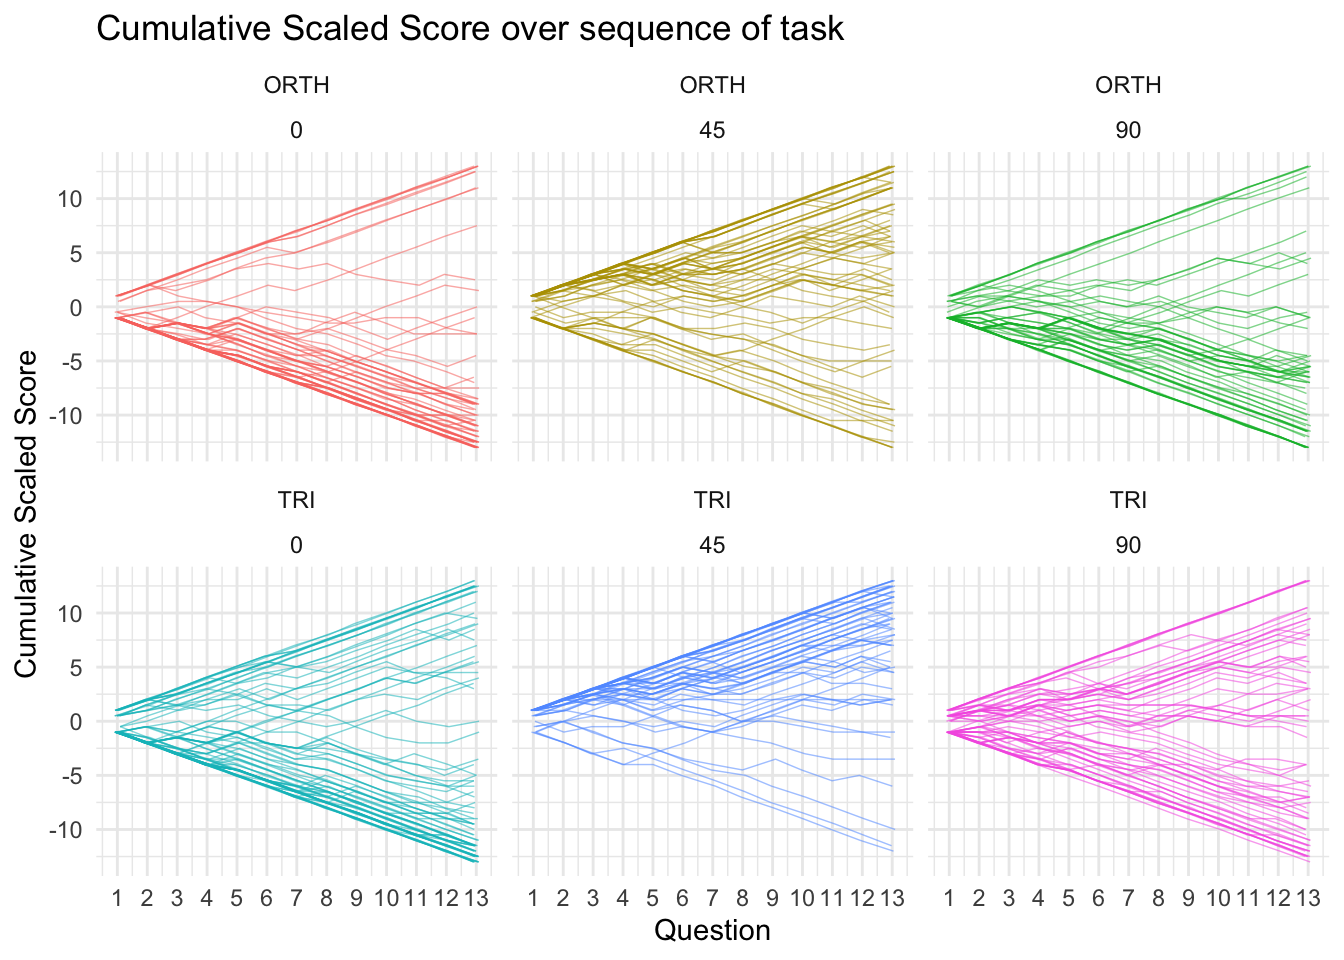 Cumulative Scaled Score over sequence of task
ORTH ORTH ORTH
0 45 90
10
5
0
-5
-10
TRI TRI TRI
0 45 90
10
5
0
-5
-10
1 2 3 4 5 6 7 8 9 10 11 12 13 1 2 3 4 5 6 7 8 9 10 11 12 13 1 2 3 4 5 6 7 8 9 10 11 12 13
Question
Cumulative Scaled Score